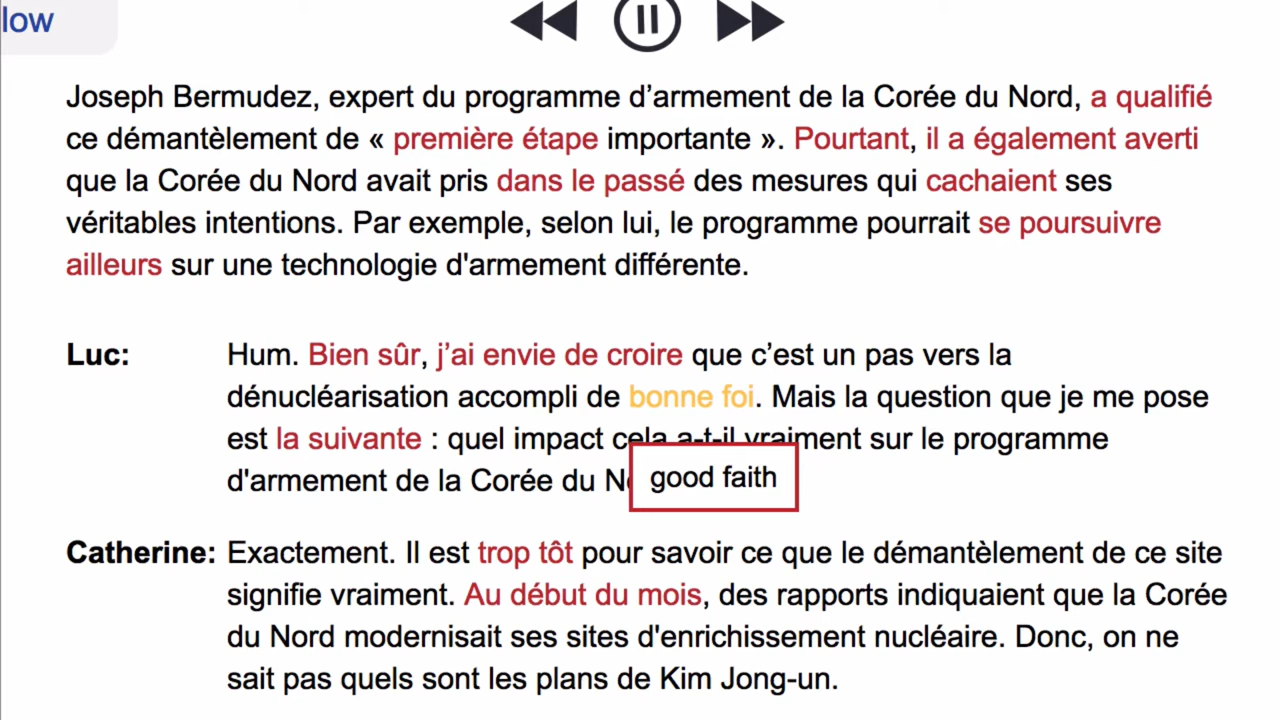 low
Joseph Bermudez, expert du programme d’armement de la Corée du Nord, a qualifié
ce démantèlement de « première étape importante ». Pourtant, il a également averti
que la Corée du Nord avait pris dans le passé des mesures qui cachaient ses
véritables intentions. Par exemple, selon lui, le programme pourrait se poursuivre
ailleurs sur une technologie d'armement différente.
Luc: Hum. Bien sûr, j’ai envie de croire que c’est un pas vers la
dénucléarisation accompli de bonne foi. Mais la question que je me pose
est la suivante : quel impact cela a-t-il vraiment sur le programme
d'armement de la Corée du
good faith
Catherine: Exactement. Il est trop tôt pour savoir ce que le démantèlement de ce site
signifie vraiment. Au début du mois, des rapports indiquaient que la Corée
du Nord modernisait ses sites d'enrichissement nucléaire. Donc, on ne
sait pas quels sont les plans de Kim Jong-un.